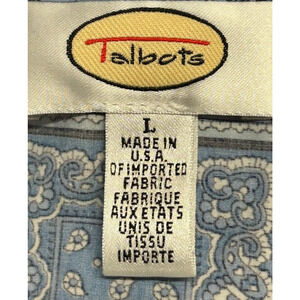 Talbots
L
MADE IN
U.S.A.
OF IMPORTED
FABRIC
FABRIQUE
AUX ETATS
UNIS DE
TISSU
IMPORTE